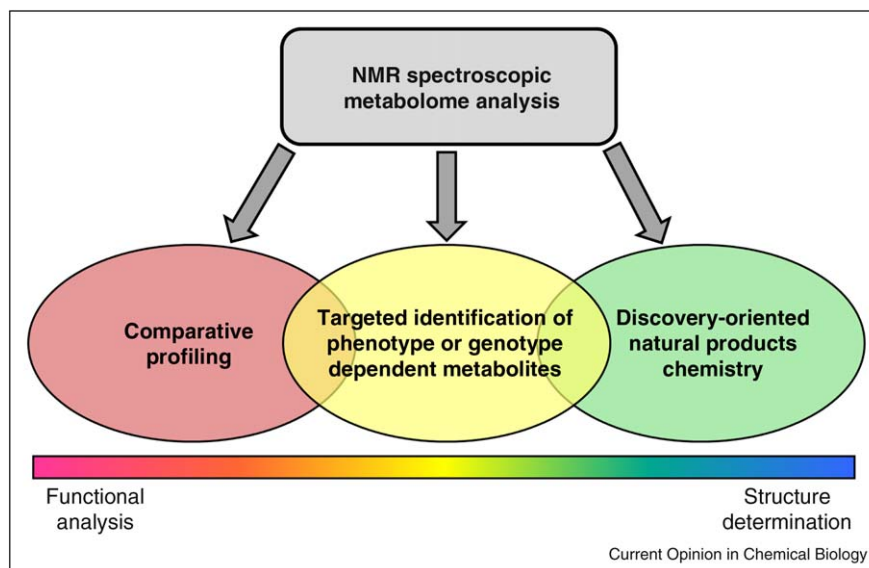 NMR spectroscopic
metabolome analysis
Comparative
profiling
Targeted identification of
phenotype or genotype
dependent metabolites
Discovery-oriented
natural products
chemistry
Functional
analysis
Structure
determination
Current Opinion in Chemical Biology